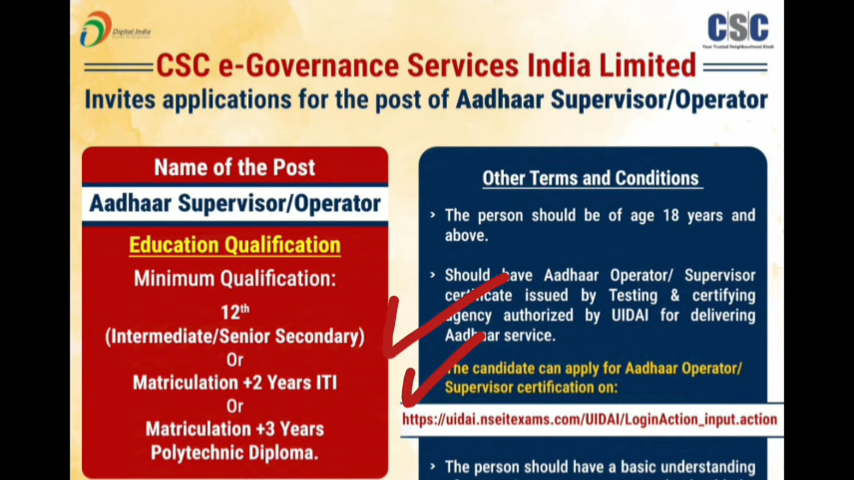 Digital India
CSC
Your Trusted Neighbourhood Kiosk
CSC e-Governance Services India Limited
Invites applications for the post of Aadhaar Supervisor/Operator
Name of the Post
Aadhaar Supervisor/Operator
Education Qualification
Minimum Qualification:
12th
(Intermediate/Senior Secondary)
Or
Matriculation +2 Years ITI
Or
Matriculation +3 Years
Polytechnic Diploma.
Other Terms and Conditions
› The person should be of age 18 years and
above.
› Should have Aadhaar Operator/ Supervisor
certificate issued by Testing & certifying
agency authorized by UIDAI for delivering
Aadhaar service.
The candidate can apply for Aadhaar Operator/
Supervisor certification on:
https://uidai.nseitexams.com/UIDAI/LoginAction_input.action
› The person should have a basic understanding